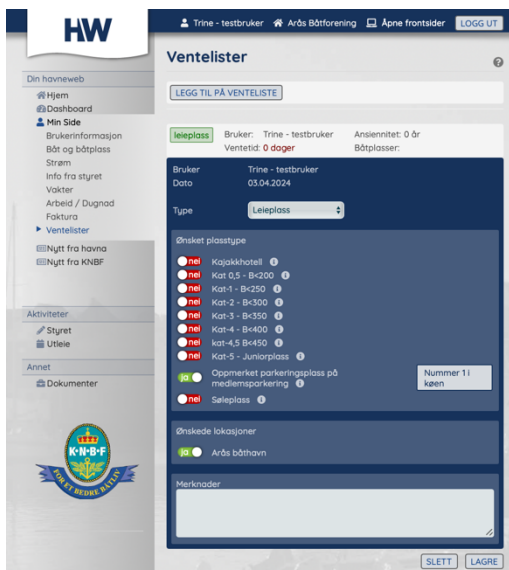 HW
Trine - testbruker Arås Båtforening Åpne frontsider LOGG UT
Din havneweb
Hjem
Dashboard
Min Side
Brukerinformasjon
Båt og båtplass
Strøm
Info fra styret
Vakter
Arbeid / Dugnad
Faktura
Ventelister
Nytt fra havna
Nytt fra KNBF
Aktiviteter
Styret
Utleie
Annet
Dokumenter
K·N·B·F
FOR ET BEDRE BÅTLIV
Ventelister
LEGG TIL PÅ VENTELISTE
leieplass Bruker: Trine - testbruker Ansiennitet: 0 år
Ventetid: 0 dager Båtplasser:
Bruker Trine - testbruker
Dato 03.04.2024
Type Leieplass
Ønsket plasstype
nei Kajakkhotell
nei Kat 0,5 - B<200
nei Kat-1 - B<250
nei Kat-2 - B<300
nei Kat-3 - B<350
nei Kat-4 - B<400
nei kat-4,5 B<450
nei Kat-5 - Juniorplass
ja Oppmerket parkeringsplass på
medlemsparkering
Nummer 1 i
køen
nei Søleplass
Ønskede lokasjoner
ja Arås båthavn
Merknader
SLETT LAGRE